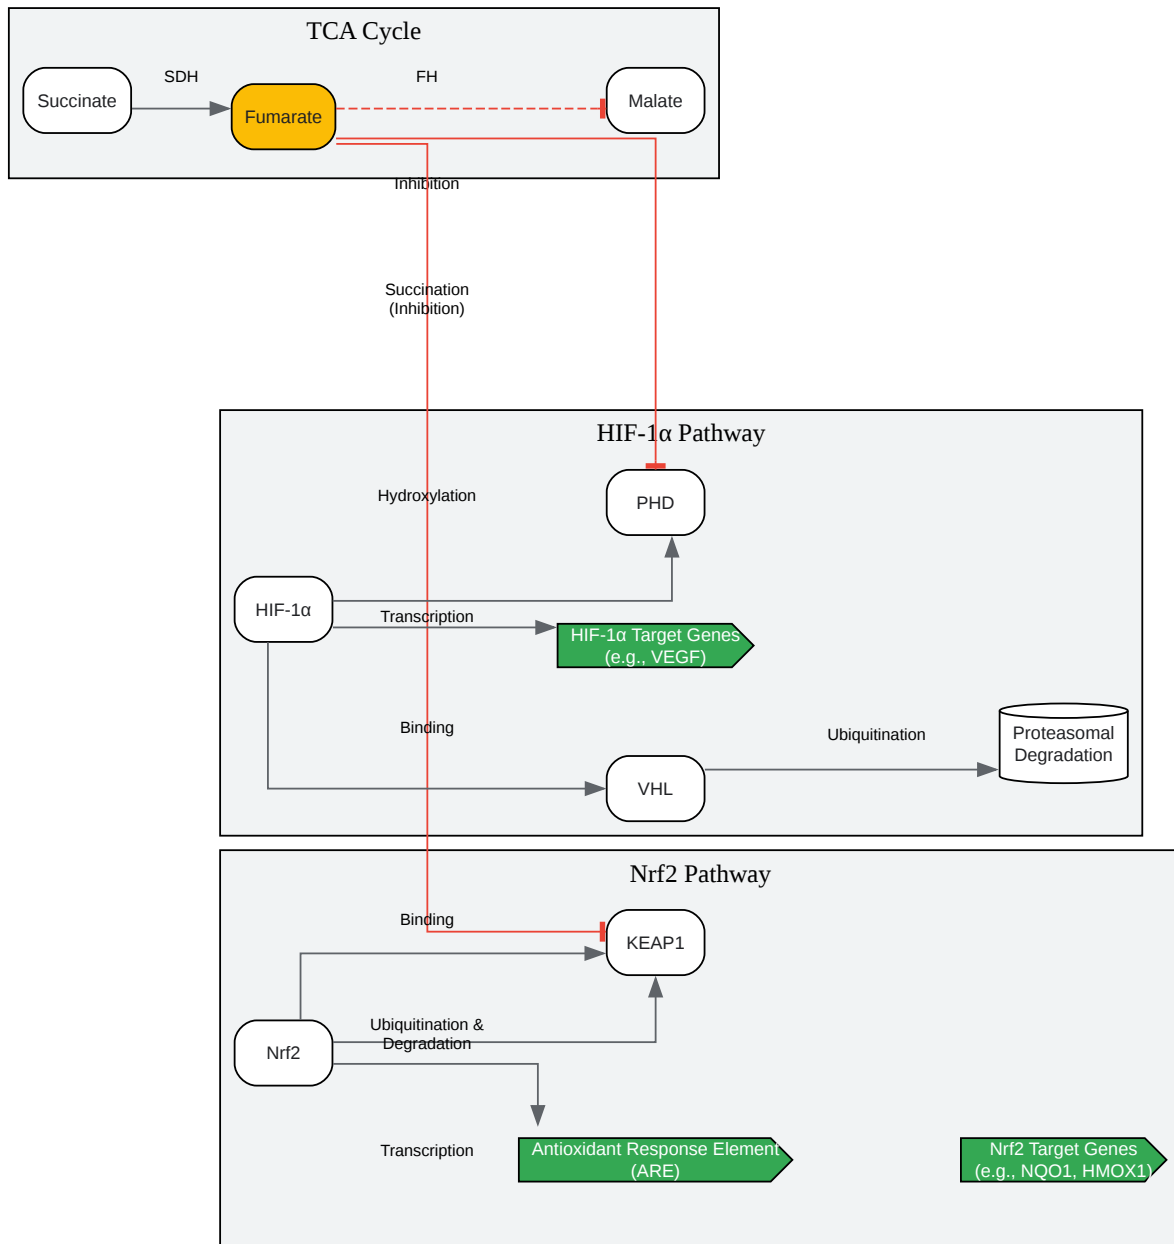 TCA Cycle
SDH
FH
Succinate
Fumarate
Malate
Inhibition
Succination
(Inhibition)
HIF-1α Pathway
Hydroxylation
PHD
HIF-1α
Transcription
HIF-1α Target Genes
(e.g., VEGF)
Binding
Ubiquitination
Proteasomal
Degradation
VHL
Nrf2 Pathway
Binding
KEAP1
Ubiquitination &
Degradation
Nrf2
Transcription
Antioxidant Response Element
(ARE)
Nrf2 Target Genes
(e.g., NQO1, HMOX1)